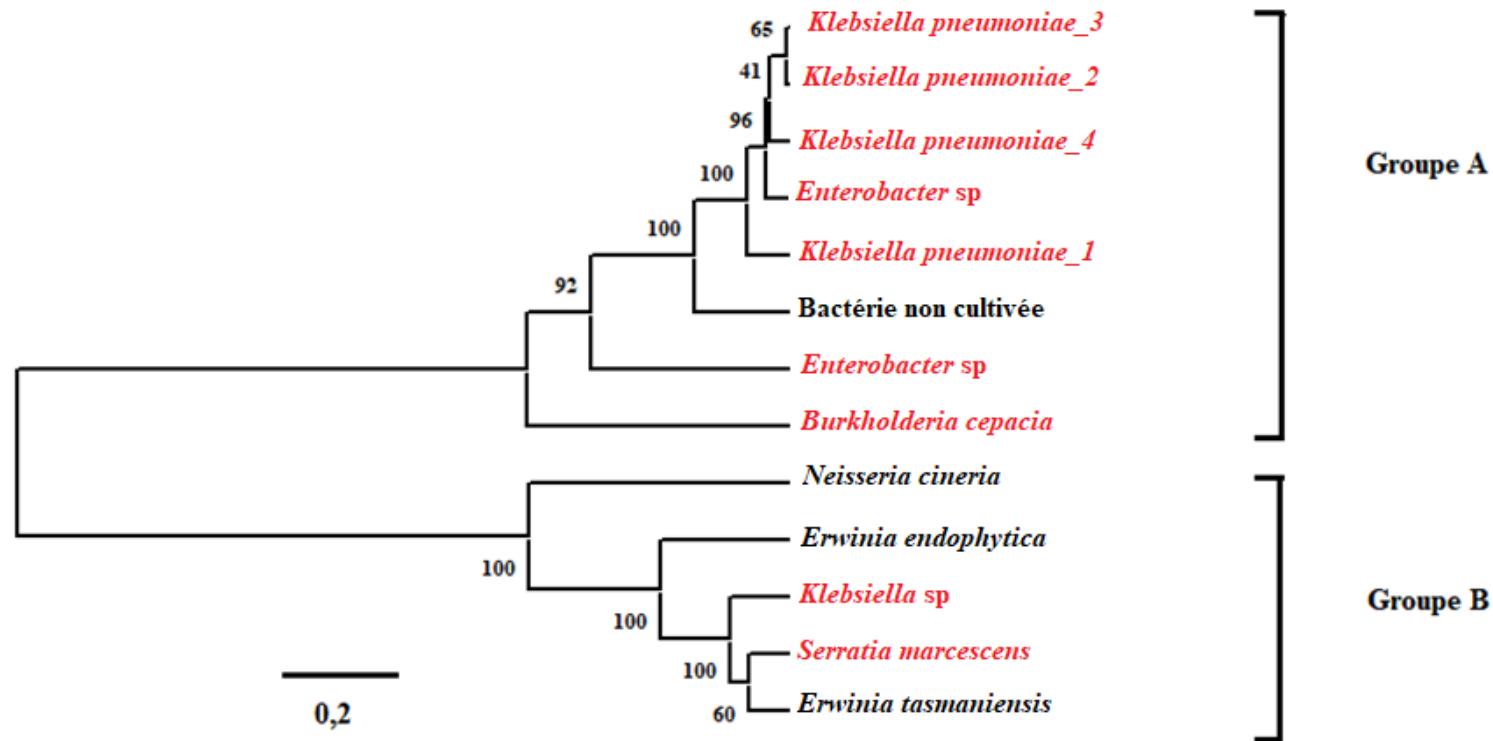 65
Klebsiella pneumoniae_3
41
Klebsiella pneumoniae_2
96
Klebsiella pneumoniae_4
Groupe A
100
Enterobacter sp
100
Klebsiella pneumoniae_1
92
Bactérie non cultivée
Enterobacter sp
Burkholderia cepacia
Neisseria cineria
Erwinia endophytica
100
Klebsiella sp
Groupe B
100
Serratia marcescens
100
Erwinia tasmaniensis
60
0,2